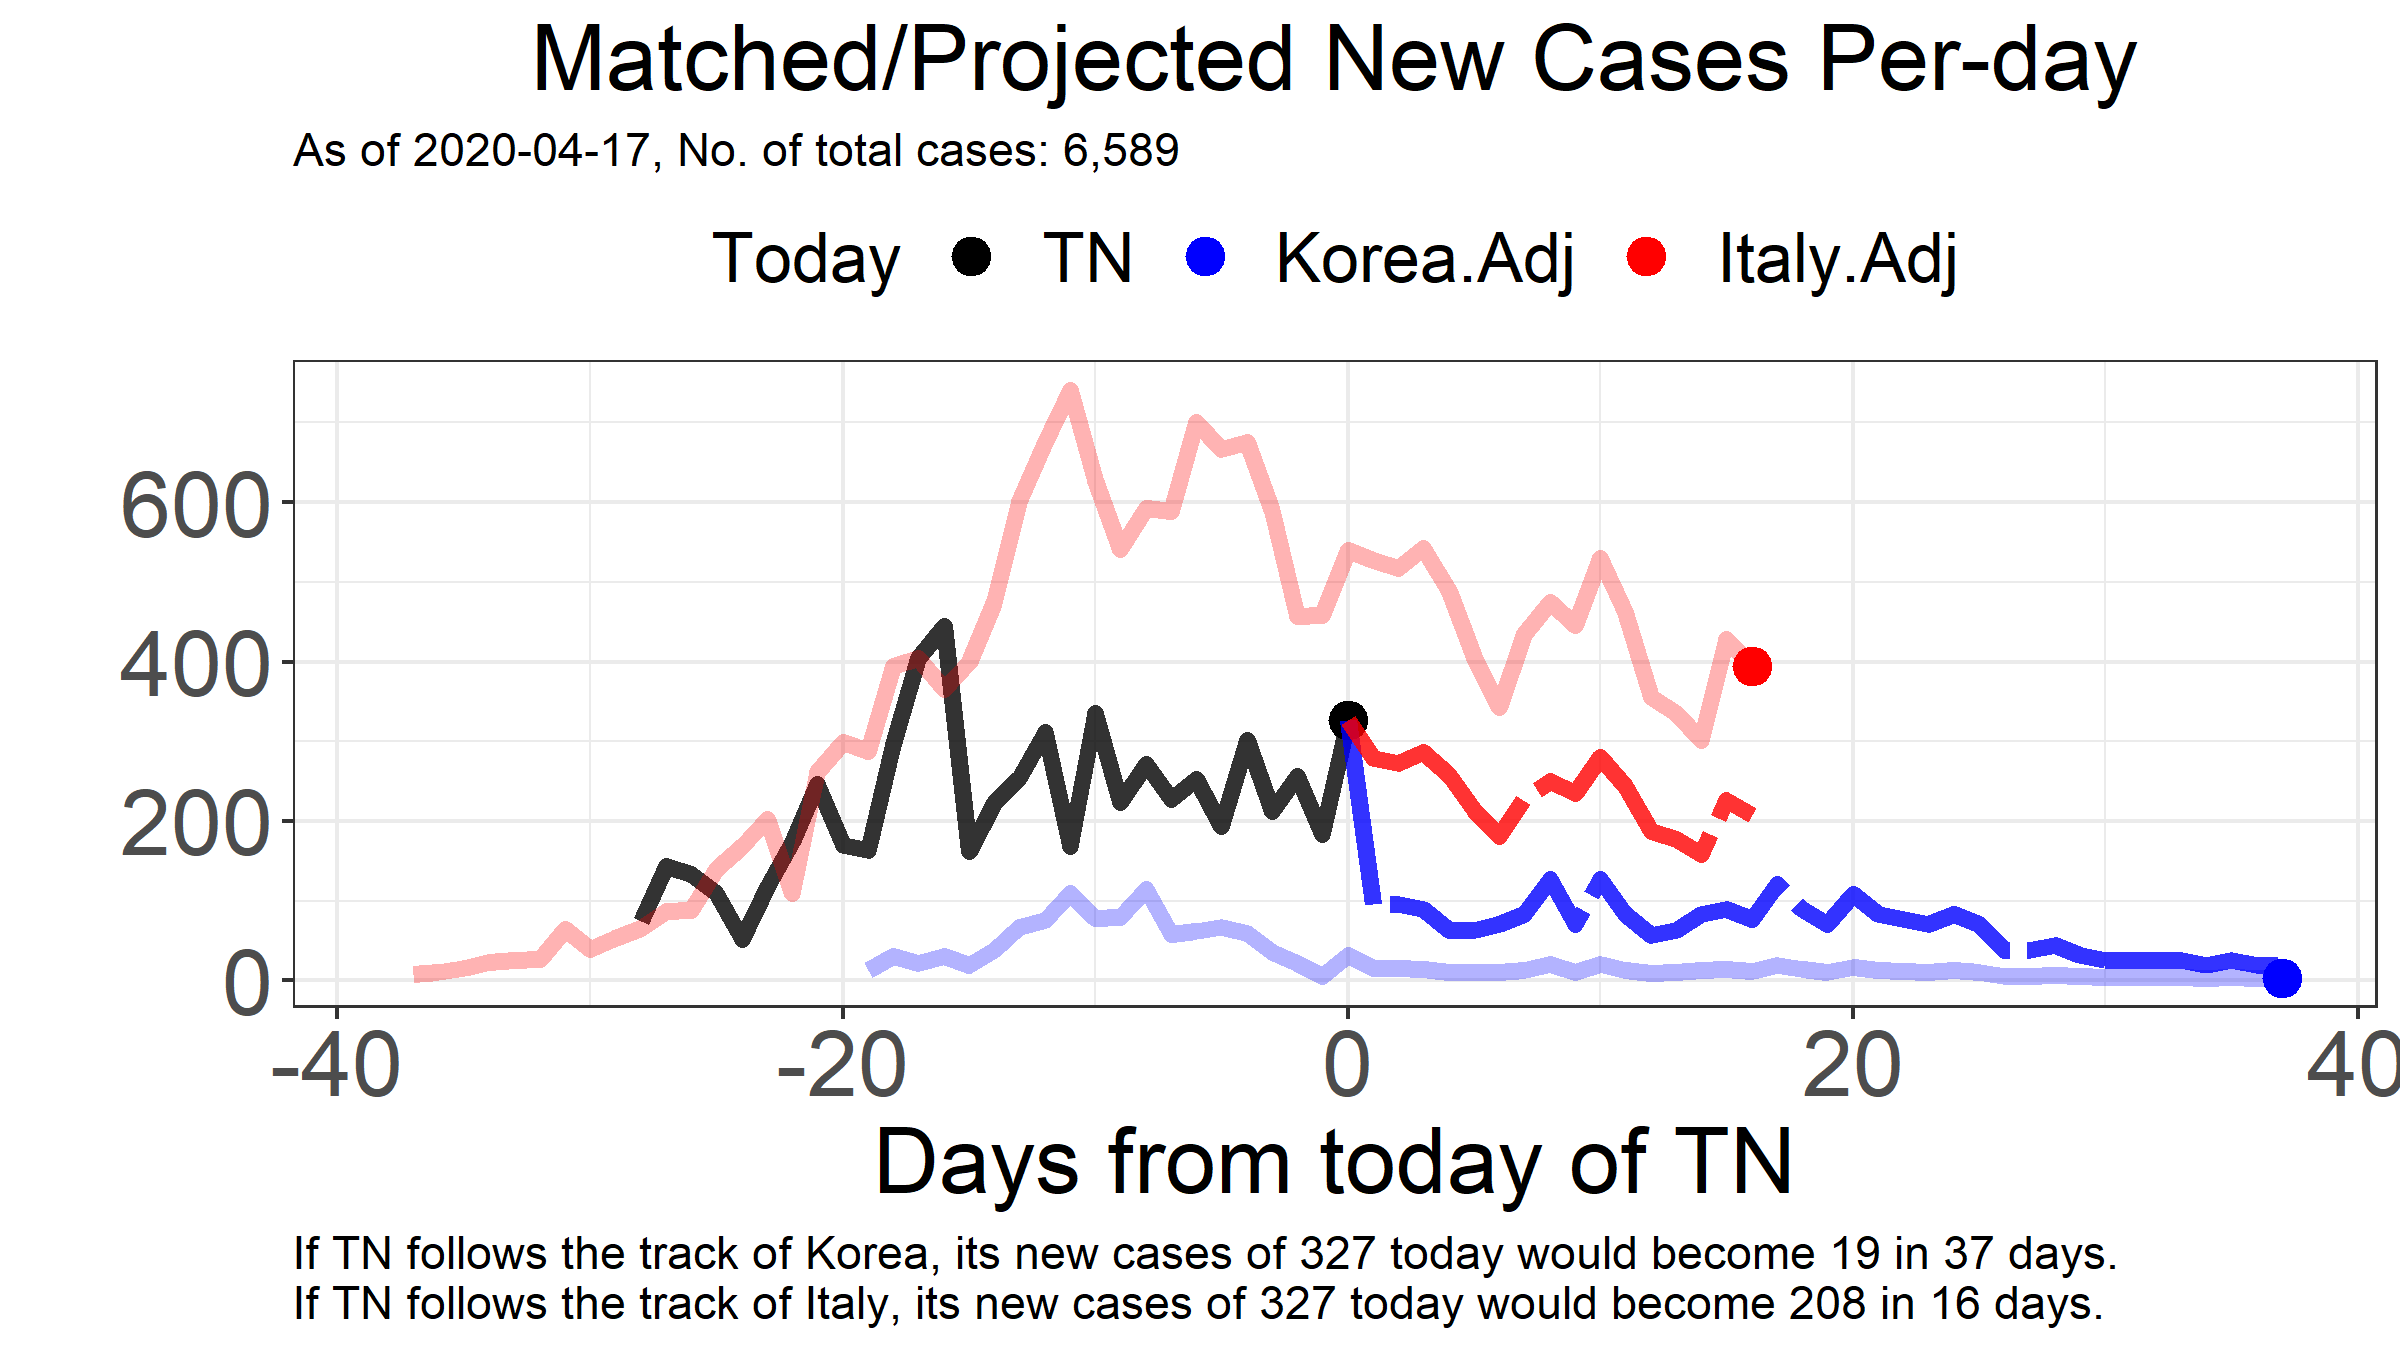 Matched/Projected New Cases Per-day
As of 2020-04-17, No. of total cases: 6,589
Today TN Korea.Adj Italy.Adj
600
400
200
0
-40 -20 0 20 40
Days from today of TN
If TN follows the track of Korea, its new cases of 327 today would become 19 in 37 days.
If TN follows the track of Italy, its new cases of 327 today would become 208 in 16 days.